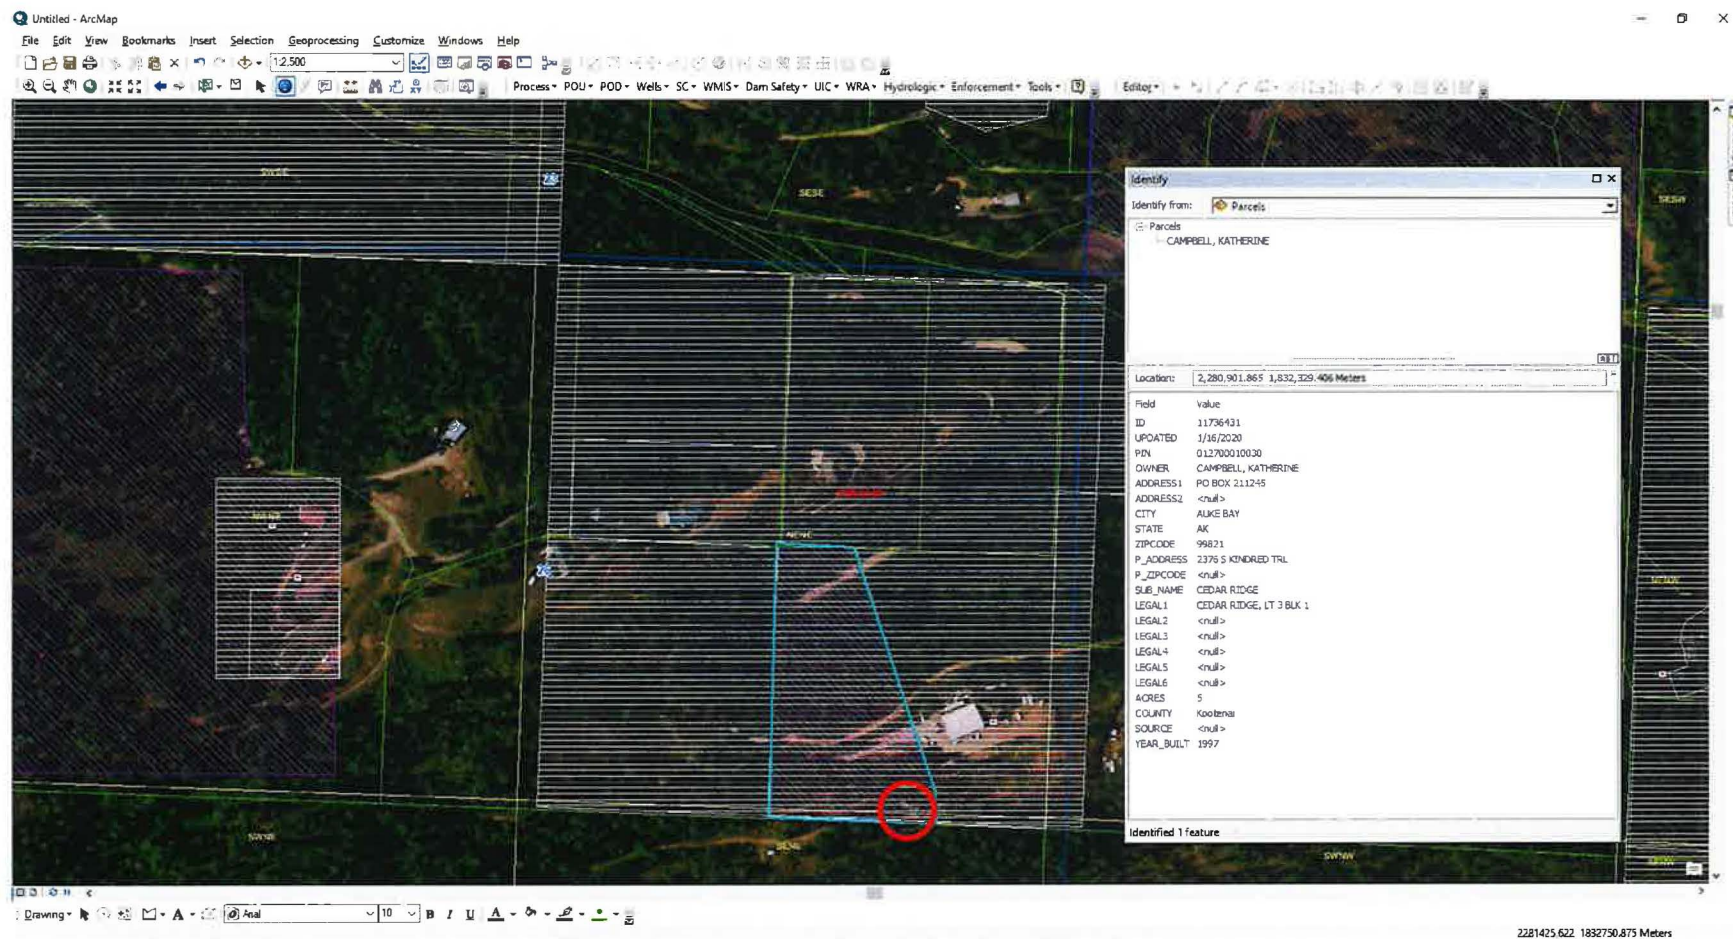 Untitled - ArcMap
File Edit View Bookmarks Insert Selection Geoprocessing Customize Windows Help
1:2,500
Process POU POD Wells SC WMIS Dam Safety UIC WRA Hydrologic Enforcement Tools Editor
SWSE
SESE
SESW
NENE
SWNE
SENE
SWNW
Identify
Identify from: Parcels
Parcels
CAMPBELL, KATHERINE
Location: 2,280,901.865 1,832,329.406 Meters
Field Value
ID 11736431
UPDATED 1/16/2020
PIN 012700010030
OWNER CAMPBELL, KATHERINE
ADDRESS1 PO BOX 211245
ADDRESS2 <null>
CITY AUKE BAY
STATE AK
ZIPCODE 99821
P_ADDRESS 2376 S KINDRED TRL
P_ZIPCODE <null>
SUB_NAME CEDAR RIDGE
LEGAL1 CEDAR RIDGE, LT 3 BLK 1
LEGAL2 <null>
LEGAL3 <null>
LEGAL4 <null>
LEGAL5 <null>
LEGAL6 <null>
ACRES 5
COUNTY Kootenai
SOURCE <null>
YEAR_BUILT 1997
Identified 1 feature
Drawing A Arial 10 B I U A
2281425.622 1832750.875 Meters